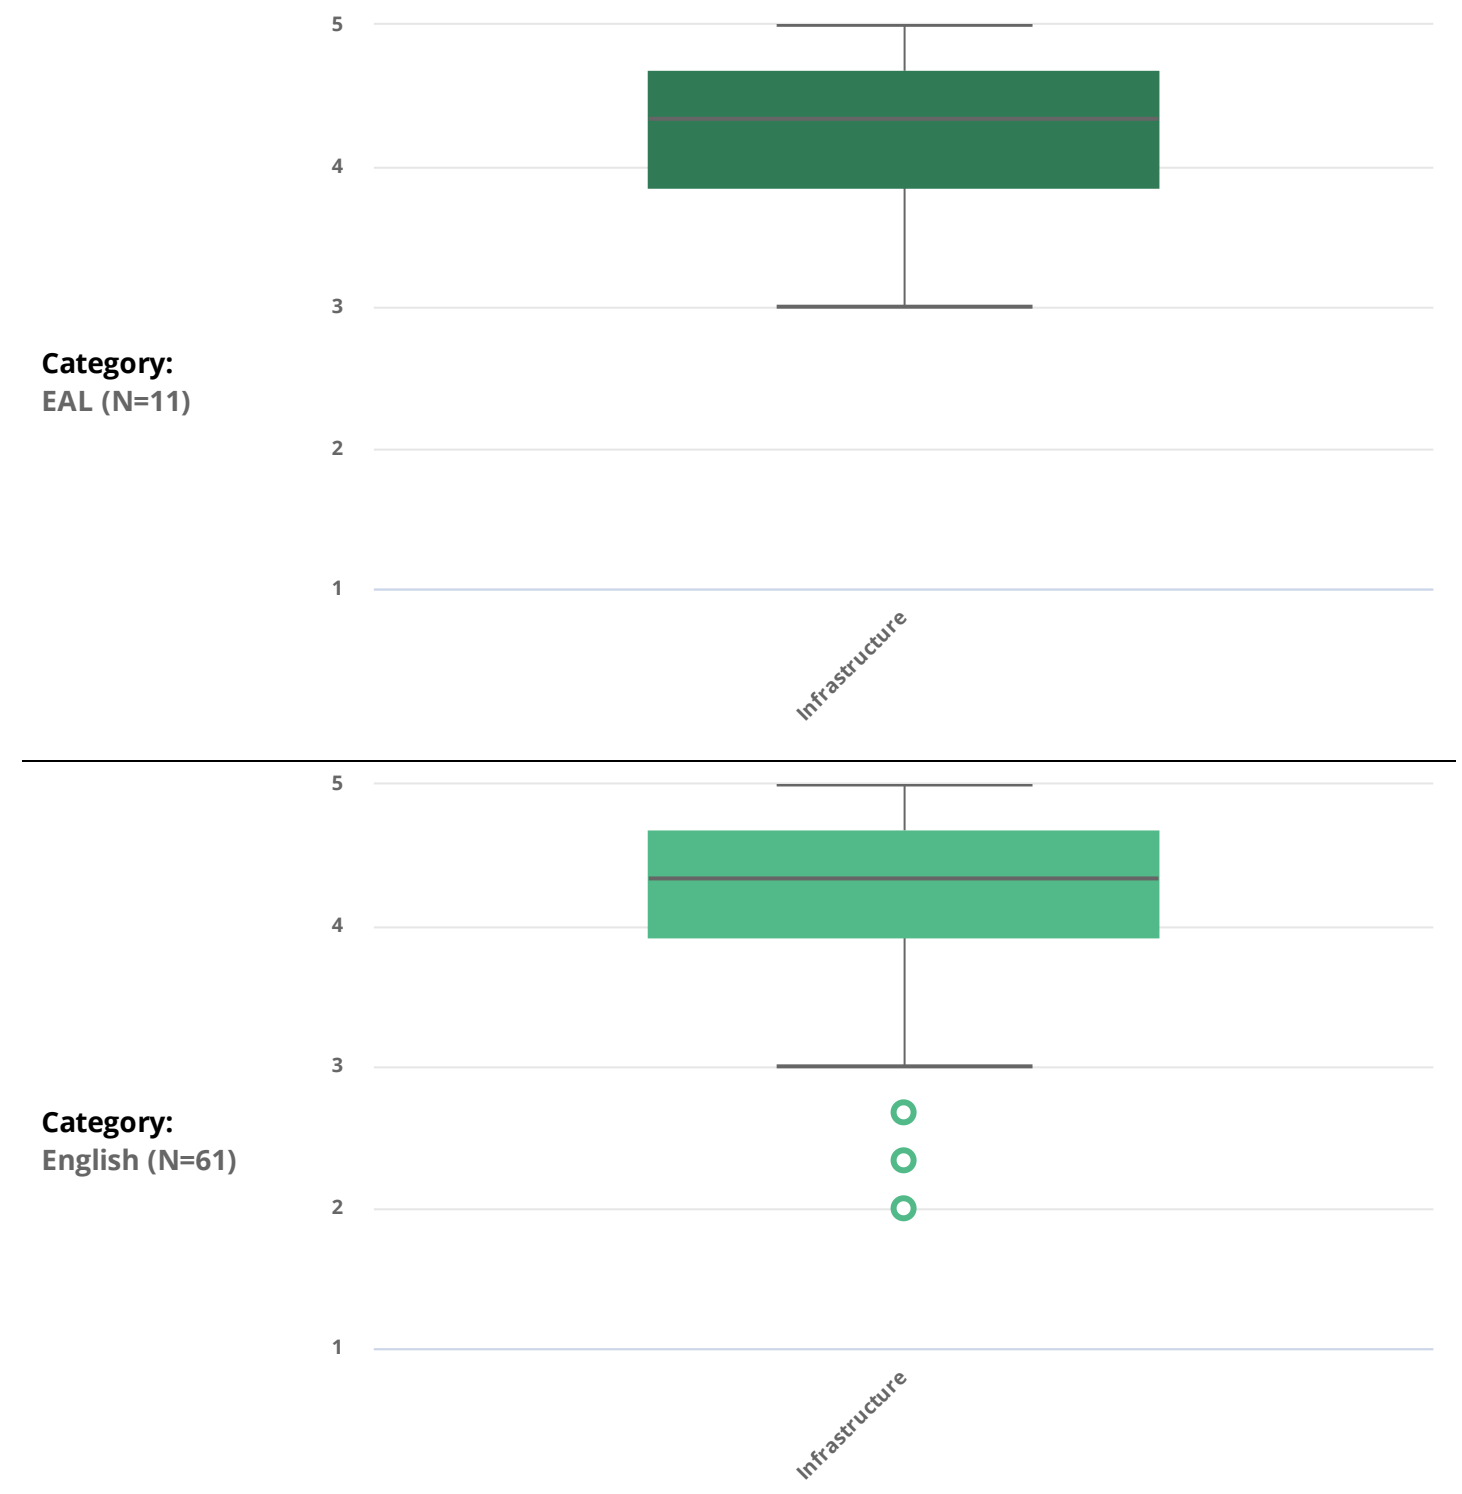 5
4
3
Category:
EAL (N=11)
2
1
Infrastructure
5
4
3
Category:
English (N=61)
2
1
Infrastructure